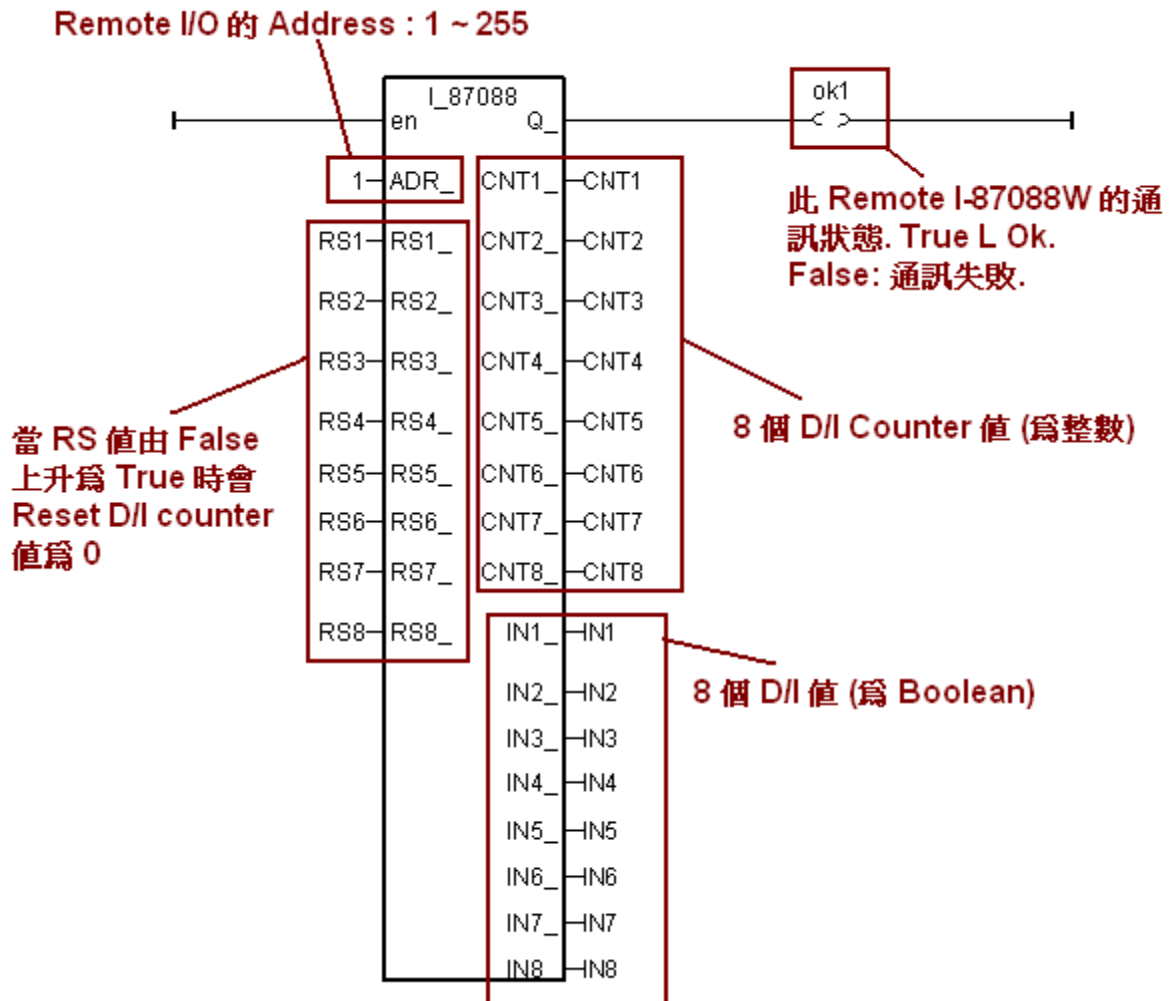 Remote I/O 的 Address : 1 ~ 255
I_87088
en Q_
ok1
1 ADR_ CNT1_ CNT1
RS1 RS1_ CNT2_ CNT2
RS2 RS2_ CNT3_ CNT3
RS3 RS3_ CNT4_ CNT4
RS4 RS4_ CNT5_ CNT5
RS5 RS5_ CNT6_ CNT6
RS6 RS6_ CNT7_ CNT7
RS7 RS7_ CNT8_ CNT8
RS8 RS8_ IN1_ IN1
IN2_ IN2
IN3_ IN3
IN4_ IN4
IN5_ IN5
IN6_ IN6
IN7_ IN7
IN8_ IN8
此 Remote I-87088W 的通
訊狀態. True L Ok.
False: 通訊失敗.
8 個 D/I Counter 值 (爲整數)
當 RS 值由 False
上升爲 True 時會
Reset D/I counter
值爲 0
8 個 D/I 值 (爲 Boolean)